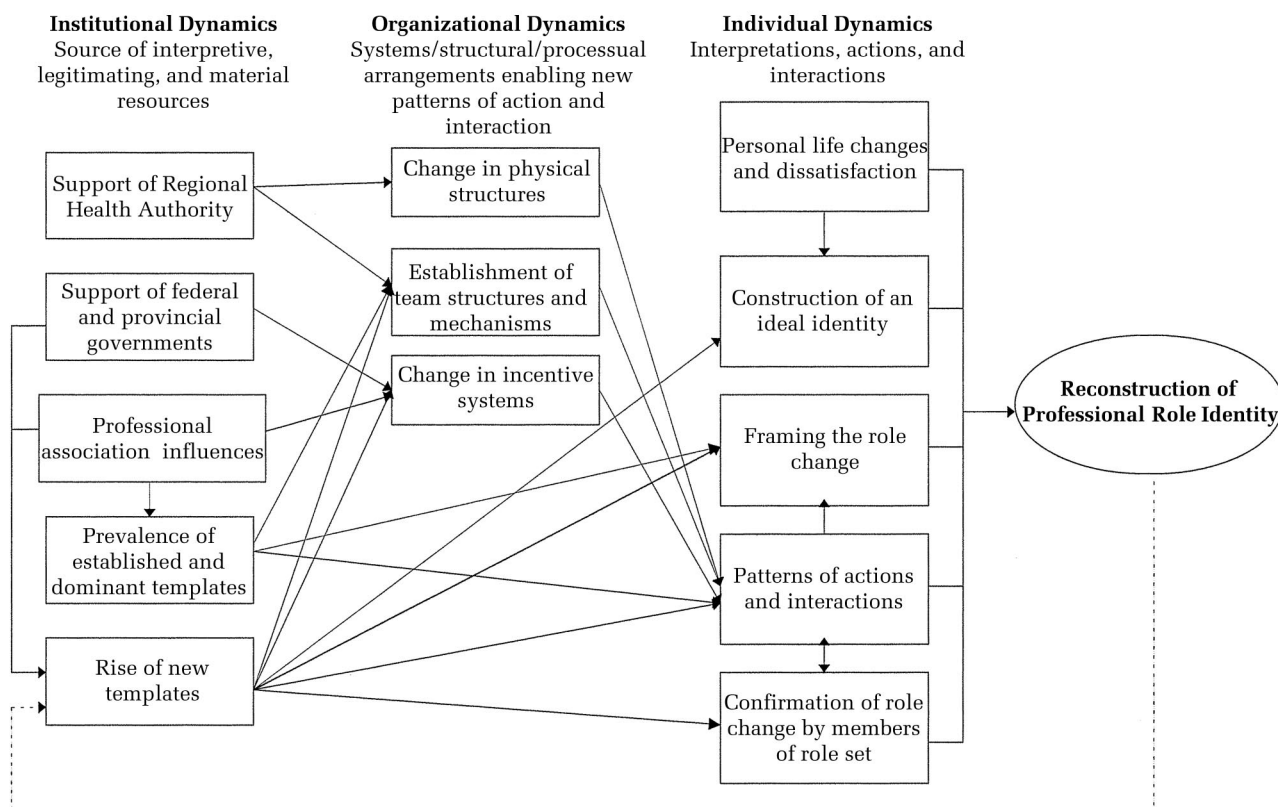 Institutional Dynamics
Source of interpretive,
legitimating, and material
resources
Support of Regional
Health Authority
Support of federal
and provincial
governments
Professional
association influences
Prevalence of
established and
dominant templates
Rise of new
templates
Organizational Dynamics
Systems/structural/processual
arrangements enabling new
patterns of action and
interaction
Change in physical
structures
Establishment of
team structures and
mechanisms
Change in incentive
systems
Individual Dynamics
Interpretations, actions, and
interactions
Personal life changes
and dissatisfaction
Construction of an
ideal identity
Framing the role
change
Patterns of actions
and interactions
Confirmation of role
change by members
of role set
Reconstruction of
Professional Role Identity